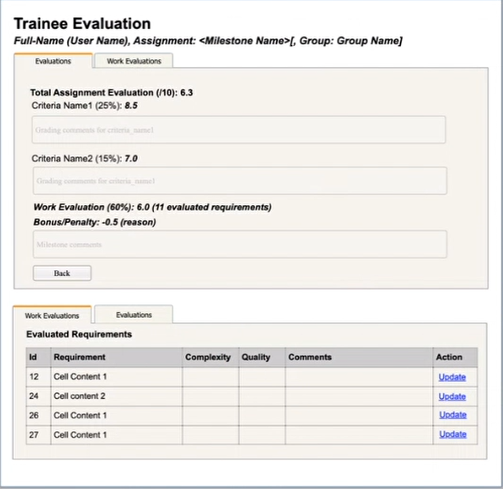 Trainee Evaluation
Full-Name (User Name), Assignment: <Milestone Name>[, Group: Group Name]
Evaluations Work Evaluations
Total Assignment Evaluation (/10): 6.3
Criteria Name1 (25%): 8.5
Grading comments for criteria_name1
Criteria Name2 (15%): 7.0
Grading comments for criteria_name1
Work Evaluation (60%): 6.0 (11 evaluated requirements)
Bonus/Penalty: -0.5 (reason)
Milestone comments
Back
Work Evaluations Evaluations
Evaluated Requirements
Id Requirement Complexity Quality Comments Action
12 Cell Content 1 Update
24 Cell content 2 Update
26 Cell Content 1 Update
27 Cell Content 1 Update